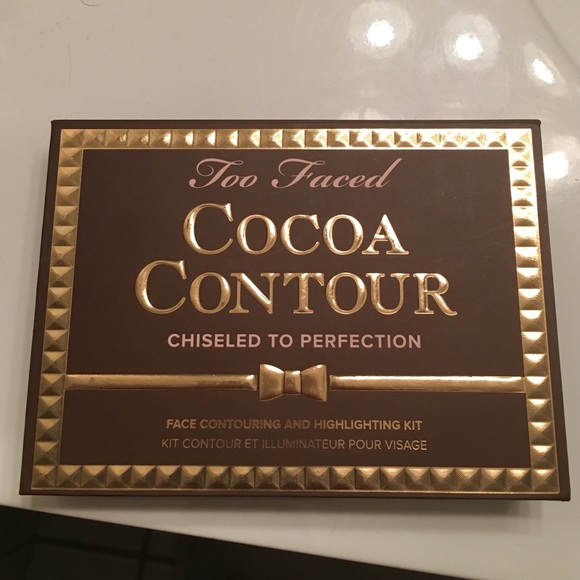 Too Faced
COCOA
CONTOUR
CHISELED TO PERFECTION
FACE CONTOURING AND HIGHLIGHTING KIT
KIT CONTOUR ET ILLUMINATEUR POUR VISAGE